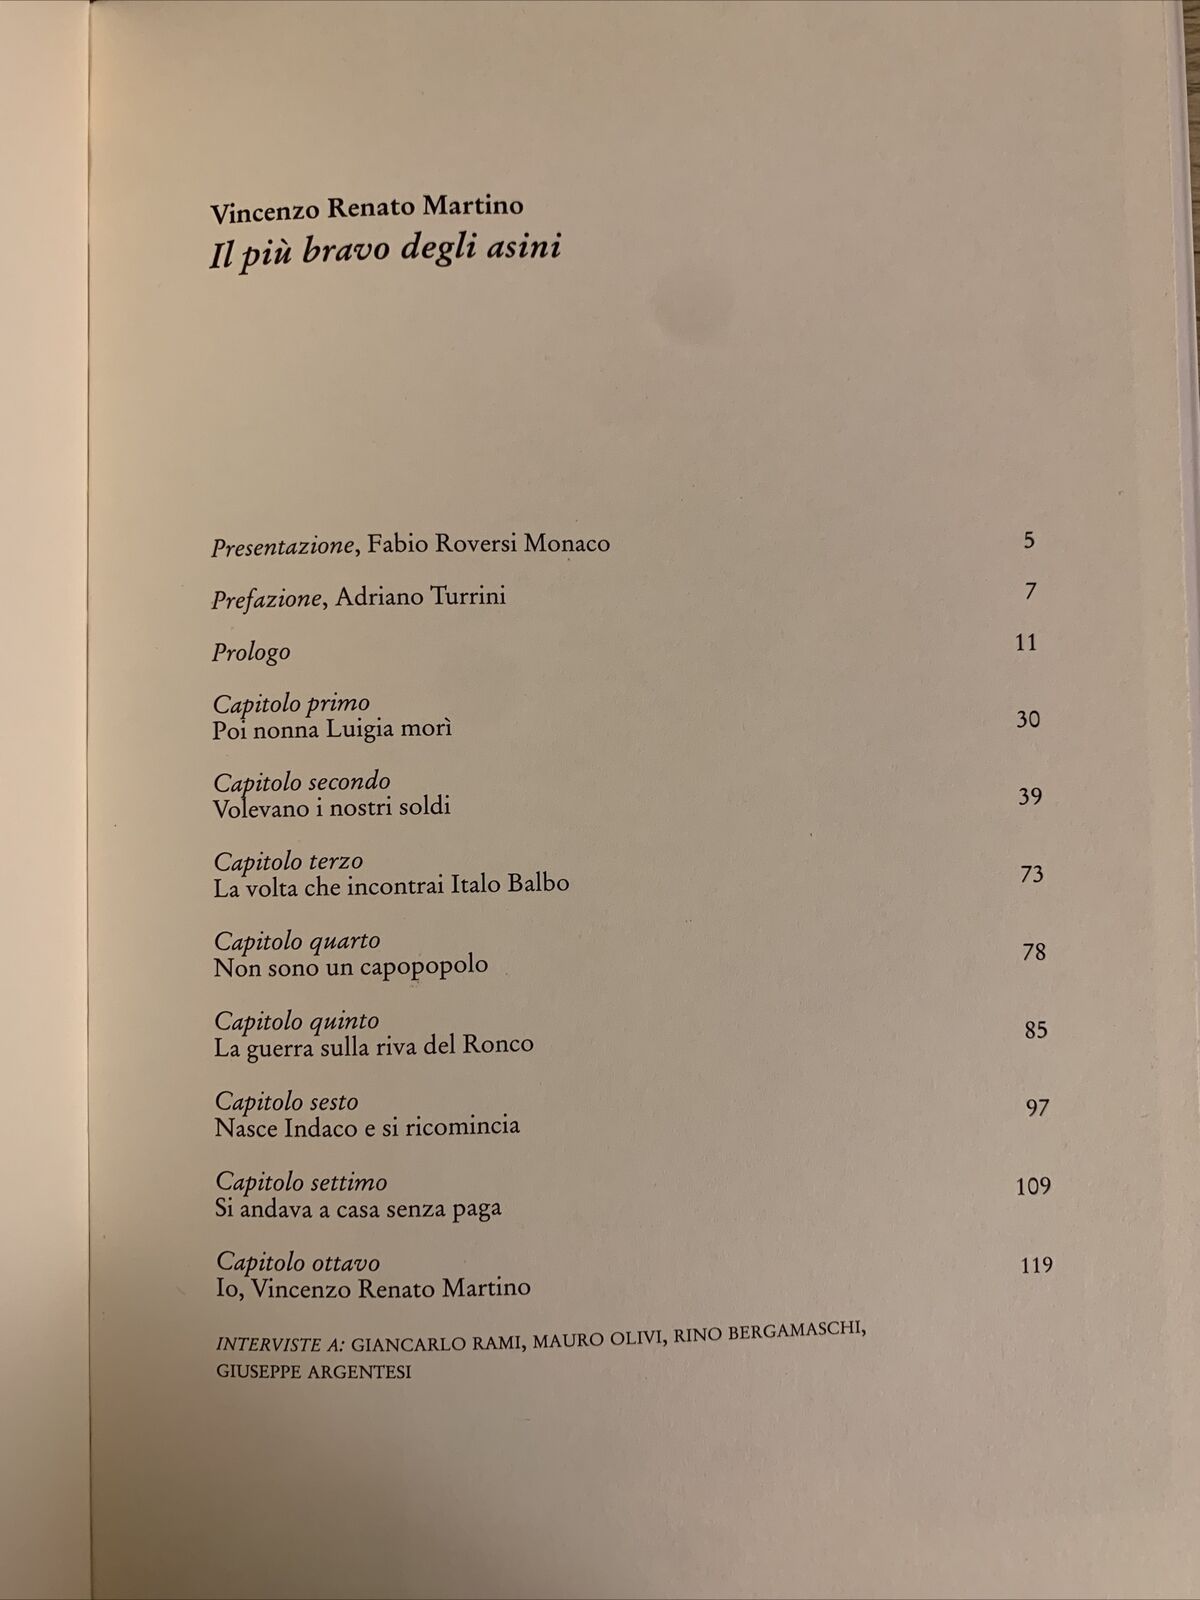 Vincenzo Renato Martino
Il più bravo degli asini
Presentazione, Fabio Roversi Monaco 5
Prefazione, Adriano Turrini 7
Prologo 11
Capitolo primo
Poi nonna Luigia morì 30
Capitolo secondo
Volevano i nostri soldi 39
Capitolo terzo
La volta che incontrai Italo Balbo 73
Capitolo quarto
Non sono un capopopolo 78
Capitolo quinto
La guerra sulla riva del Ronco 85
Capitolo sesto
Nasce Indaco e si ricomincia 97
Capitolo settimo
Si andava a casa senza paga 109
Capitolo ottavo
Io, Vincenzo Renato Martino 119
INTERVISTE A: GIANCARLO RAMI, MAURO OLIVI, RINO BERGAMASCHI,
GIUSEPPE ARGENTESI